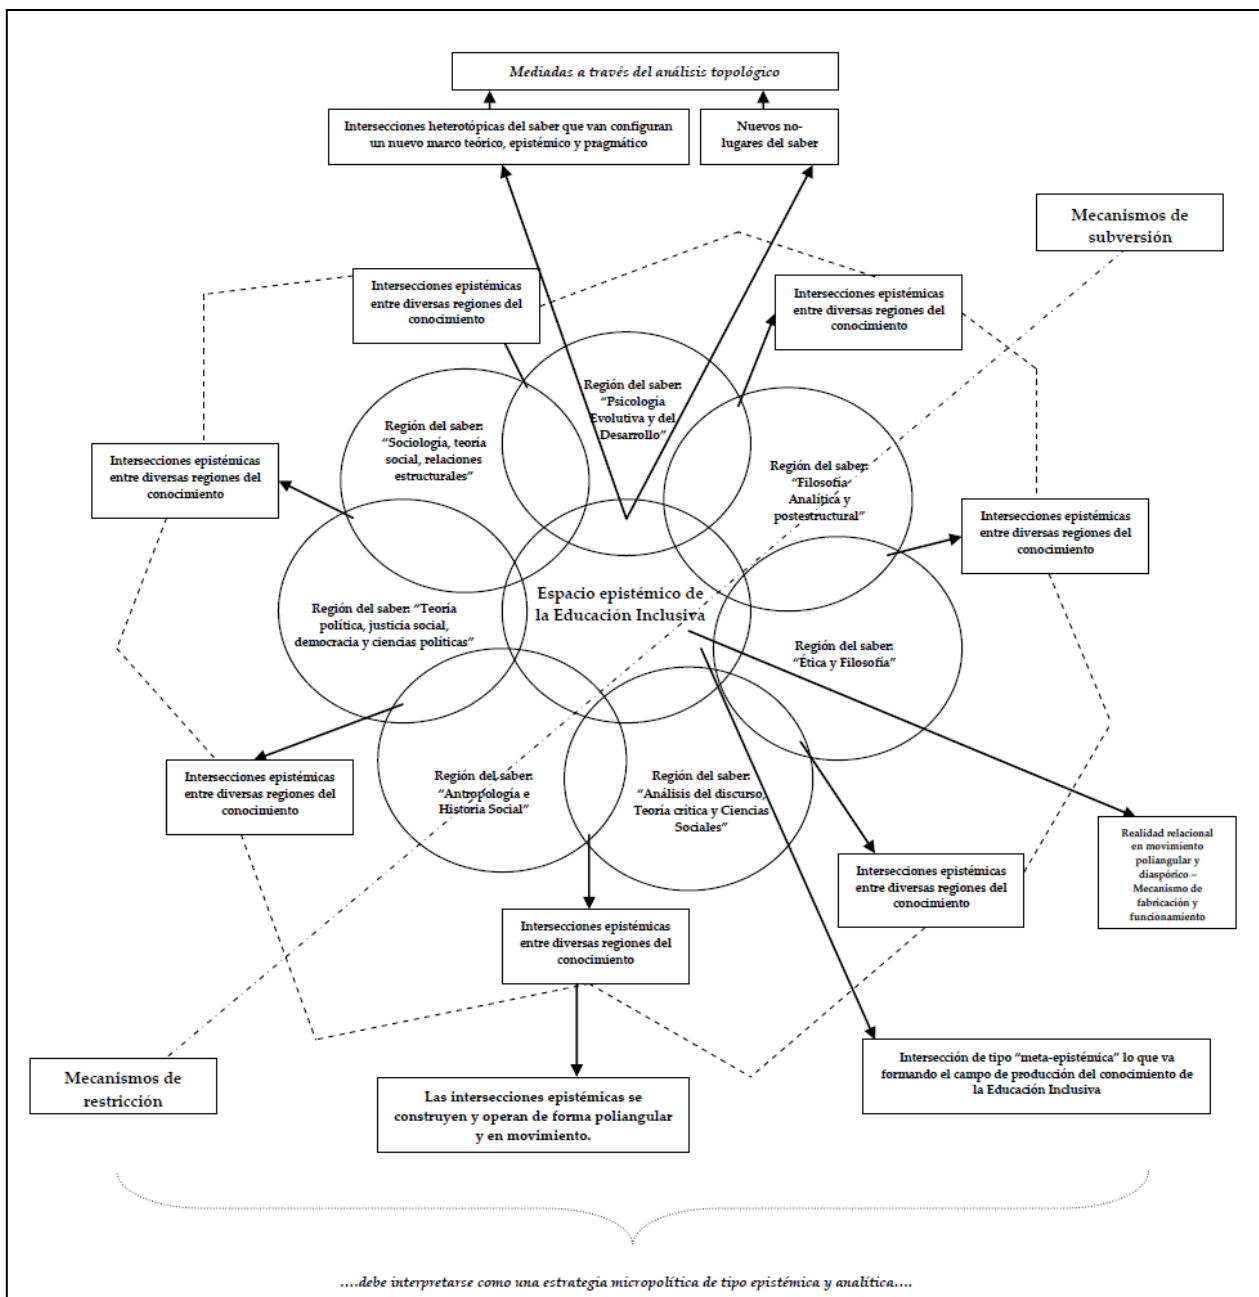 Mediadas a través del análisis topológico
Intersecciones heterotópicas del saber que van configuran
un nuevo marco teórico, epistémico y pragmático
Nuevos no-
lugares del saber
Mecanismos de
subversión
Intersecciones epistémicas
entre diversas regiones del
conocimiento
Intersecciones epistémicas
entre diversas regiones del
conocimiento
Región del saber:
“Psicología
Evolutiva y del
Desarrollo”
Región del saber:
“Sociología, teoría
social, relaciones
estructurales”
Intersecciones epistémicas
entre diversas regiones del
conocimiento
Región del saber:
“Filosofía
Analítica y
postestructural”
Intersecciones epistémicas
entre diversas regiones del
conocimiento
Espacio epistémico de
la Educación Inclusiva
Región del saber: “Teoría
política, justicia social,
democracia y ciencias políticas”
Región del saber:
“Ética y Filosofía”
Intersecciones epistémicas
entre diversas regiones del
conocimiento
Región del saber:
“Antropología e
Historia Social”
Región del saber:
“Análisis del discurso,
Teoría crítica y Ciencias
Sociales”
Realidad relacional
en movimiento
poliangular y
diaspórico –
Mecanismo de
fabricación y
funcionamiento
Intersecciones epistémicas
entre diversas regiones del
conocimiento
Intersecciones epistémicas
entre diversas regiones del
conocimiento
Intersección de tipo “meta-epistémica” lo que va
formando el campo de producción del conocimiento de
la Educación Inclusiva
Mecanismos de
restricción
Las intersecciones epistémicas se
construyen y operan de forma poliangular
y en movimiento.
….debe interpretarse como una estrategia micropolítica de tipo epistémica y analítica….